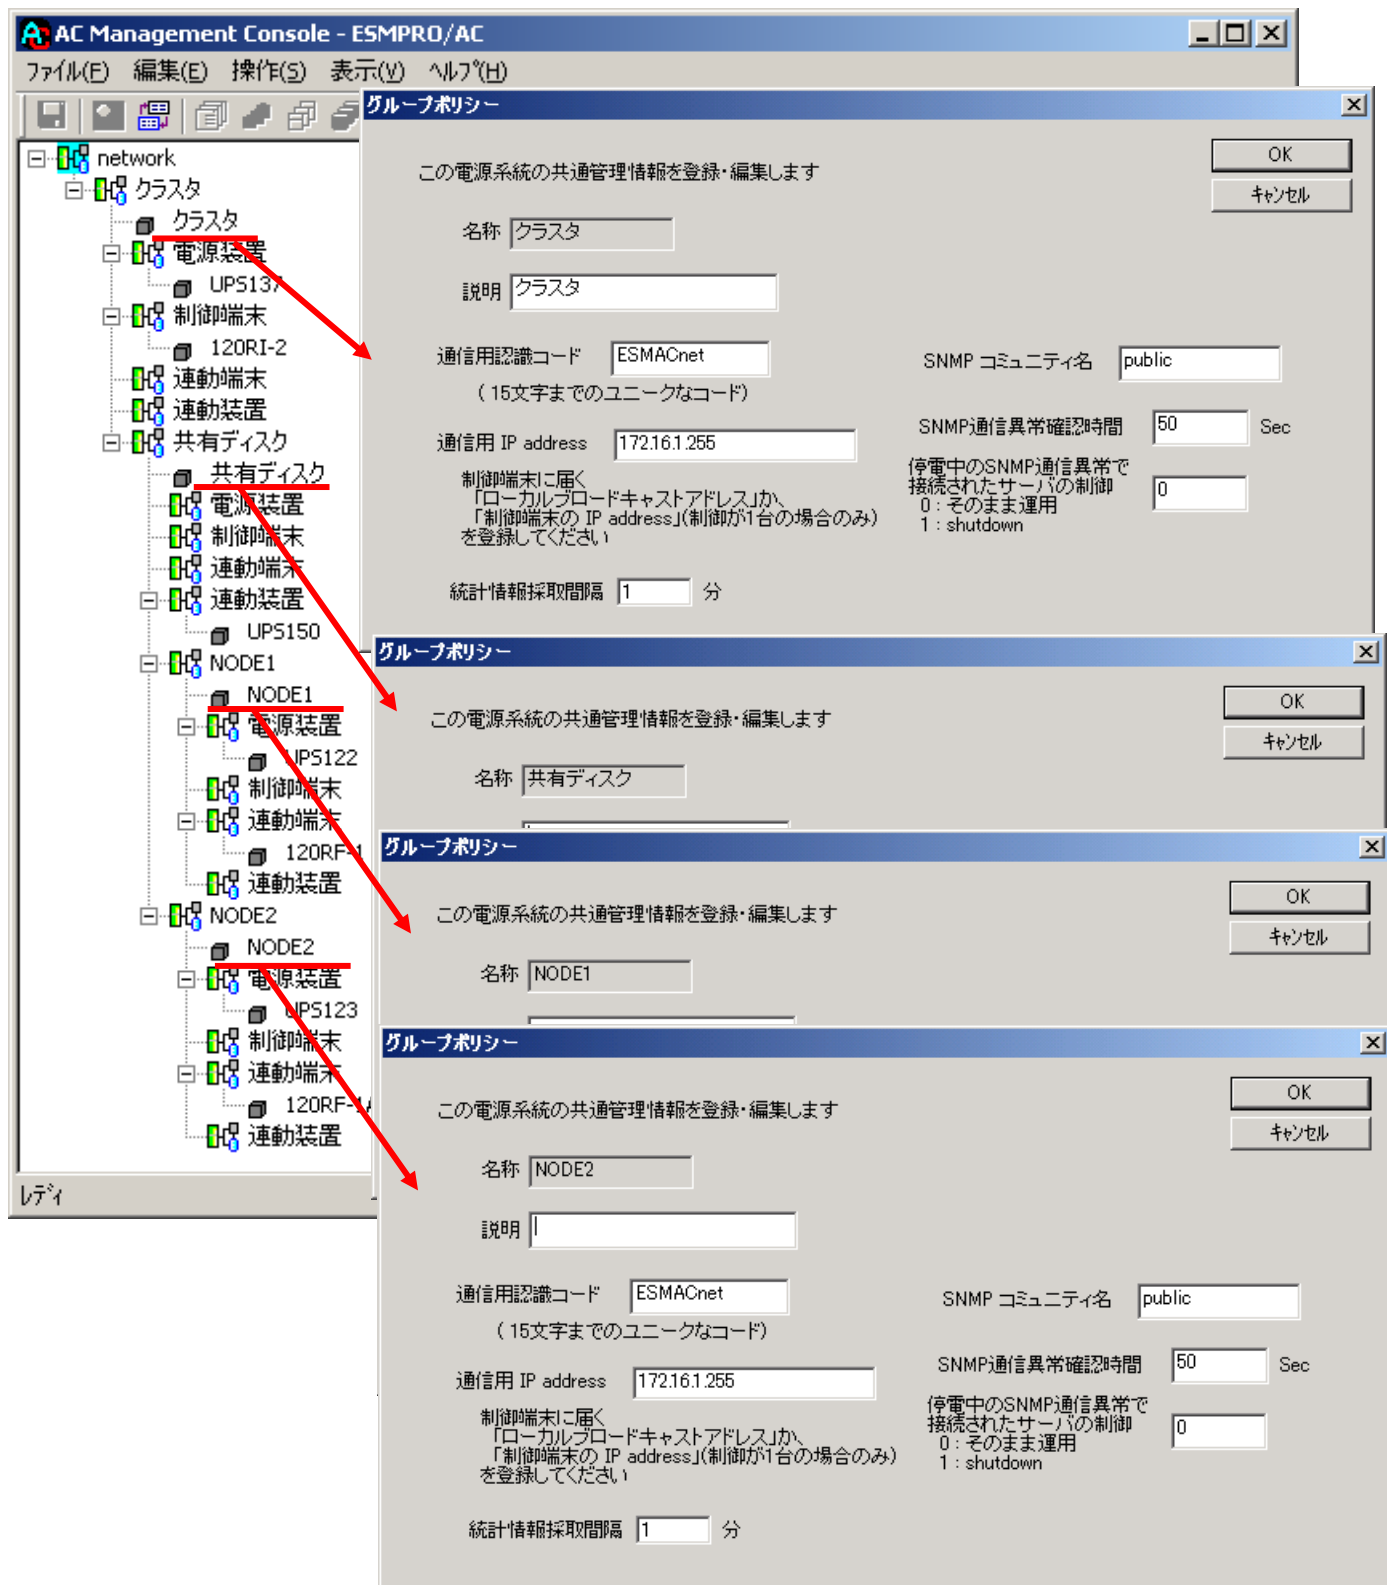 AC Management Console - ESMPRO/AC
ファイル(F) 編集(E) 操作(S) 表示(V) ヘルプ(H)
network
クラスタ
クラスタ
電源装置
UPS137
制御端末
120RI-2
連動端末
連動装置
共有ディスク
共有ディスク
電源装置
制御端末
連動端末
連動装置
UPS150
NODE1
NODE1
電源装置
UPS122
制御端末
連動端末
120RF-1
連動装置
NODE2
NODE2
電源装置
UPS123
制御端末
連動端末
120RF-1A
連動装置
レディ
グループポリシー
この電源系統の共通管理情報を登録・編集します
OK
キャンセル
名称 クラスタ
説明 クラスタ
通信用認識コード ESMACnet
(15文字までのユニークなコード)
通信用 IP address 172.16.1.255
制御端末に届く
「ローカルブロードキャストアドレス」か、
「制御端末の IP address」(制御が1台の場合のみ)
を登録してください
統計情報採取間隔 1 分
SNMP コミュニティ名 public
SNMP通信異常確認時間 50 Sec
停電中のSNMP通信異常で
接続されたサーバの制御 0
0 : そのまま運用
1 : shutdown
グループポリシー
この電源系統の共通管理情報を登録・編集します
OK
キャンセル
名称 共有ディスク
グループポリシー
この電源系統の共通管理情報を登録・編集します
OK
キャンセル
名称 NODE1
グループポリシー
この電源系統の共通管理情報を登録・編集します
OK
キャンセル
名称 NODE2
説明
通信用認識コード ESMACnet
(15文字までのユニークなコード)
通信用 IP address 172.16.1.255
制御端末に届く
「ローカルブロードキャストアドレス」か、
「制御端末の IP address」(制御が1台の場合のみ)
を登録してください
統計情報採取間隔 1 分
SNMP コミュニティ名 public
SNMP通信異常確認時間 50 Sec
停電中のSNMP通信異常で
接続されたサーバの制御 0
0 : そのまま運用
1 : shutdown